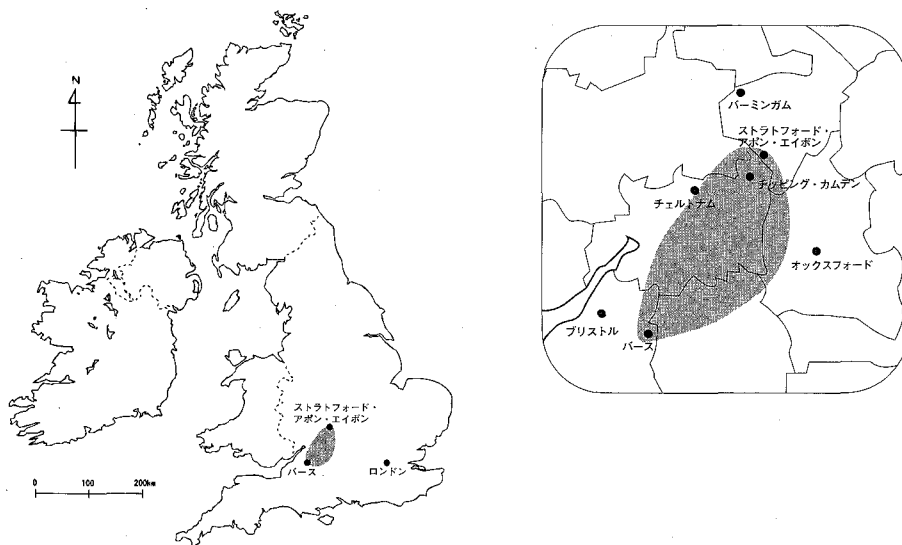 N
ストラトフォード・
アポン・エイボン
バース
ロンドン
0 100 200km
バーミンガム
ストラトフォード・
アポン・エイボン
チッピング・カムデン
チェルトナム
オックスフォード
ブリストル
バース